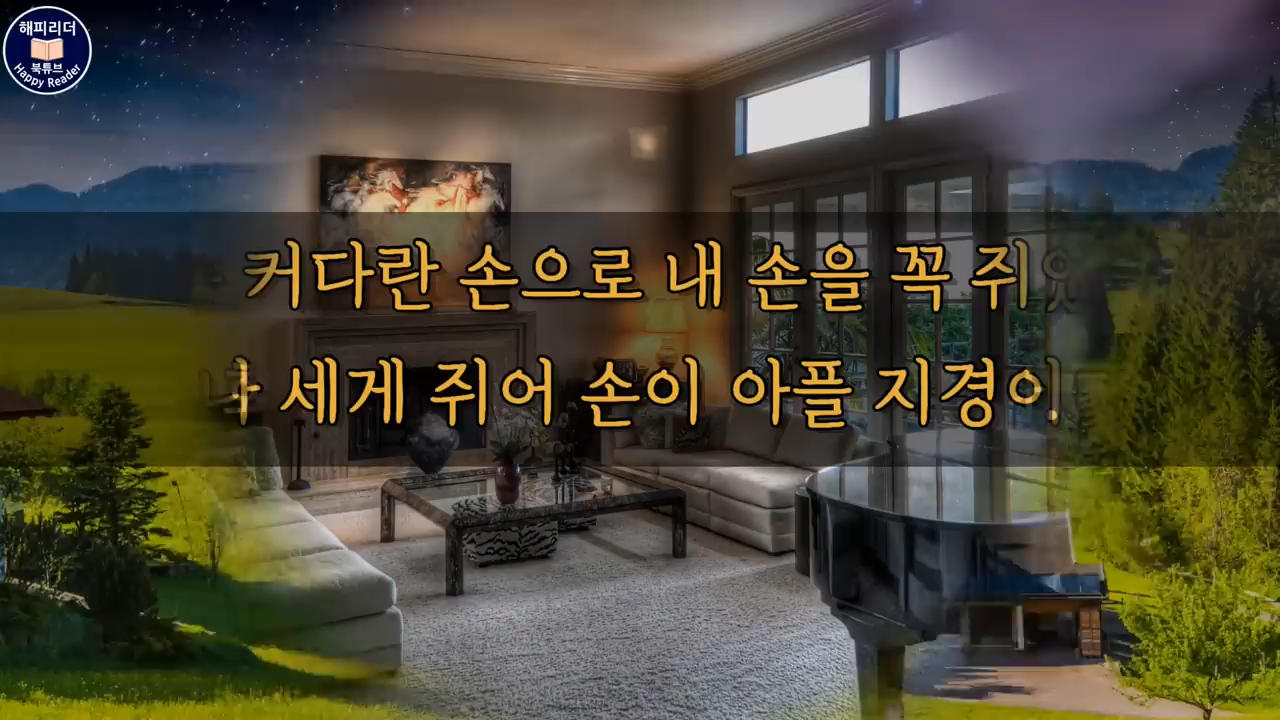 해피리더
북튜브
Happy Reader
커다란 손으로 내 손을 꼭 쥐었
세게 쥐어 손이 아플 지경이